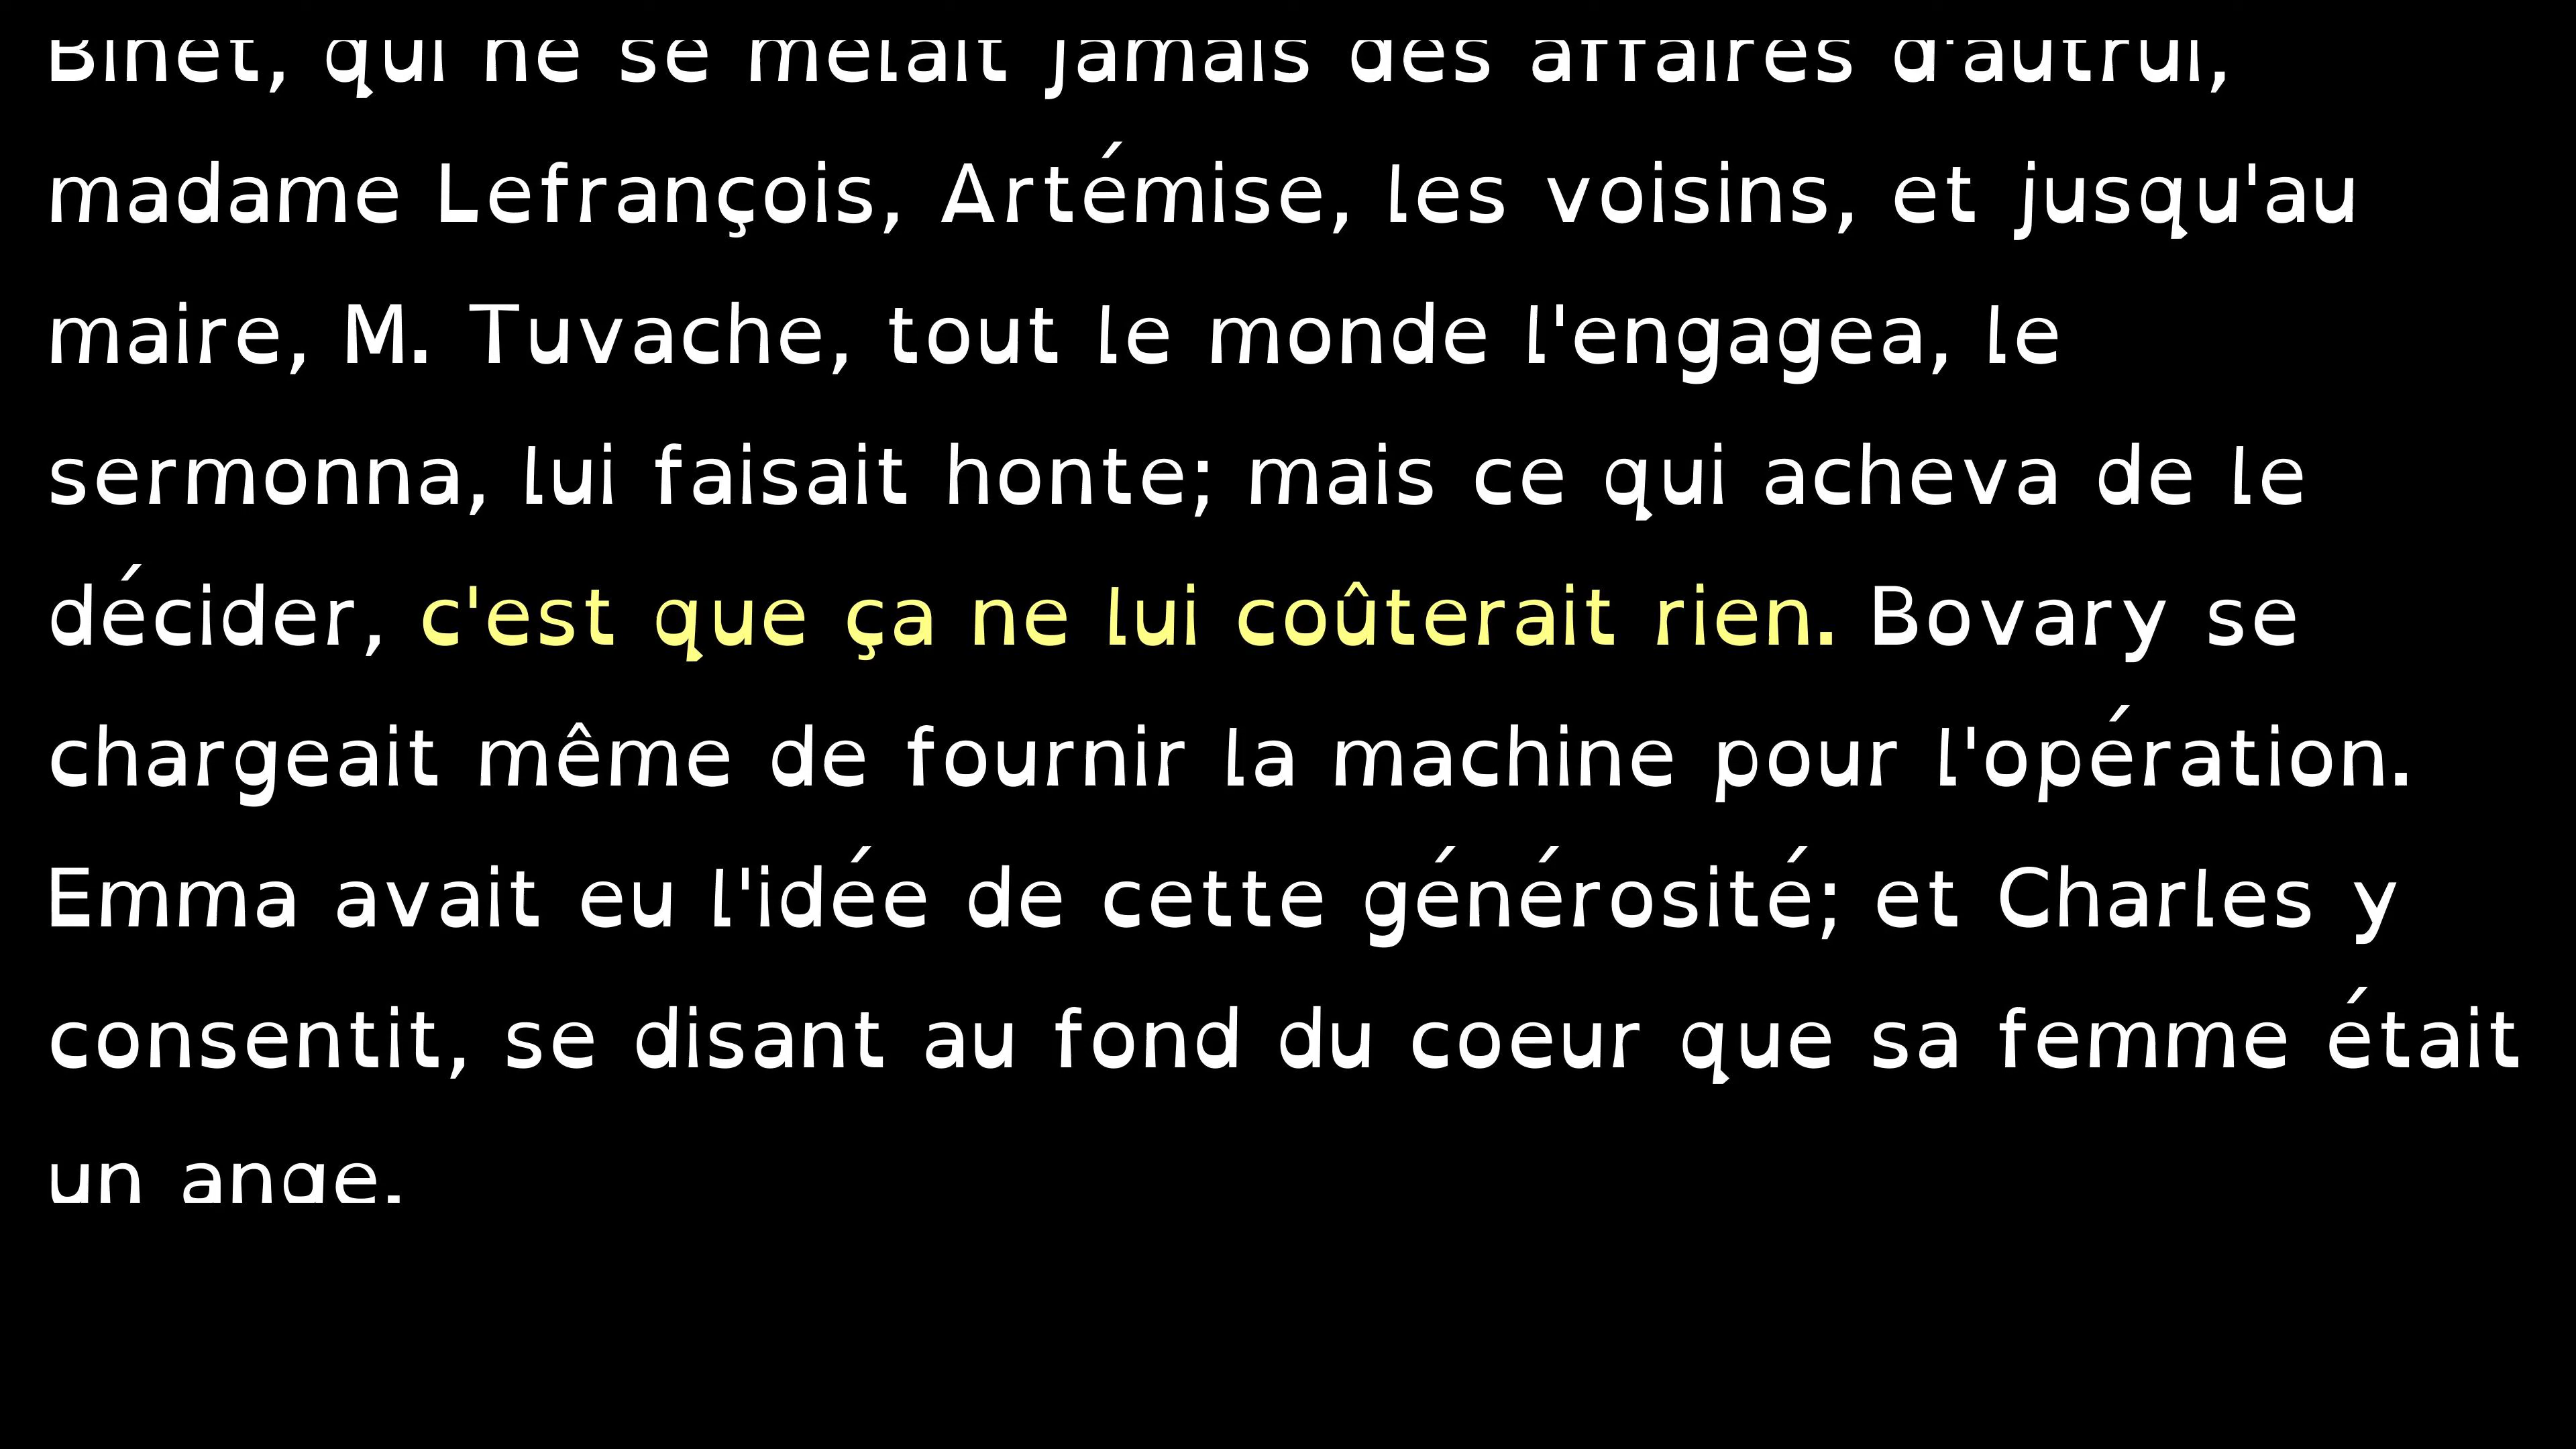 Binet, qui ne se mêlait jamais des affaires d'autrui,
madame Lefrançois, Artémise, les voisins, et jusqu'au
maire, M. Tuvache, tout le monde l'engagea, le
sermonna, lui faisait honte; mais ce qui acheva de le
décider, c'est que ça ne lui coûterait rien. Bovary se
chargeait même de fournir la machine pour l'opération.
Emma avait eu l'idée de cette générosité; et Charles y
consentit, se disant au fond du coeur que sa femme était
un ange.